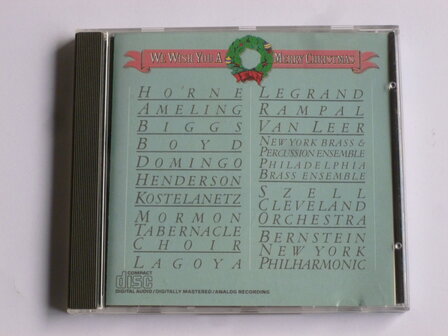 WE WISH YOU A MERRY CHRISTMAS
HORNE
AMELING
BIGGS
BOYD
DOMINGO
HENDERSON
KOSTELANETZ
MORMON
TABERNACLE
CHOIR
LAGOYA
LEGRAND
RAMPAL
VAN LEER
NEW YORK BRASS &
PERCUSSION ENSEMBLE
PHILADELPHIA
BRASS ENSEMBLE
SZELL
CLEVELAND
ORCHESTRA
BERNSTEIN
NEW YORK
PHILHARMONIC
COMPACT
disc
DIGITAL AUDIO
DIGITAL AUDIO/DIGITALLY MASTERED/ANALOG RECORDING